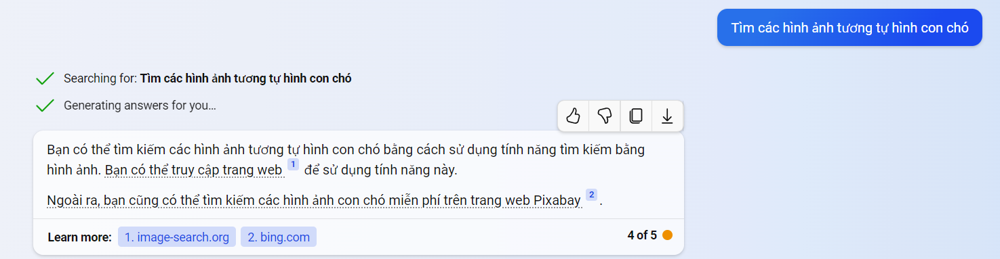 Tìm các hình ảnh tương tự hình con chó
Searching for: Tìm các hình ảnh tương tự hình con chó
Generating answers for you...
Bạn có thể tìm kiếm các hình ảnh tương tự hình con chó bằng cách sử dụng tính năng tìm kiếm bằng
hình ảnh. Bạn có thể truy cập trang web 1 để sử dụng tính năng này.
Ngoài ra, bạn cũng có thể tìm kiếm các hình ảnh con chó miễn phí trên trang web Pixabay 2 .
Learn more: 1. image-search.org 2. bing.com 4 of 5